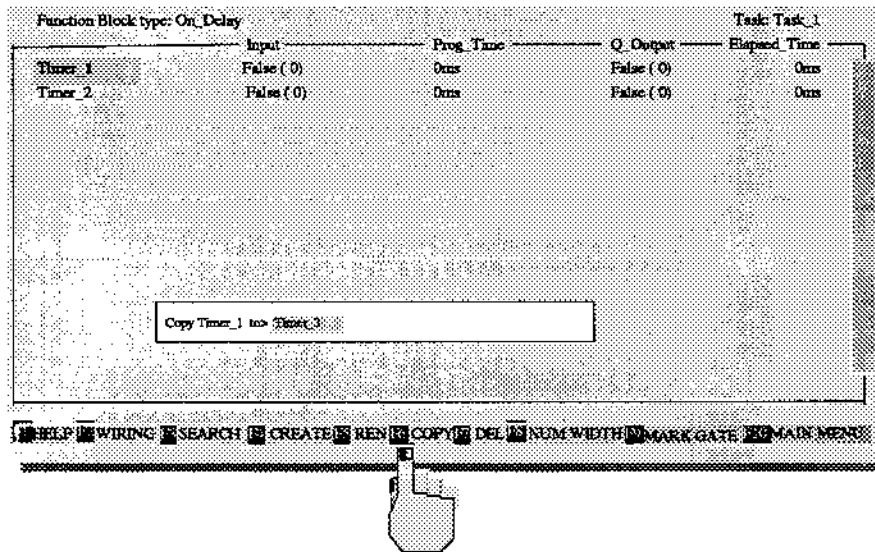 Function Block type: On_Delay Task: Task_1
Input Prog_Time Q_Output Elapsed_Time
Timer_1 False ( 0) 0ms False ( 0) 0ms
Timer_2 False ( 0) 0ms False ( 0) 0ms
Copy Timer_1 to> Timer_3
HELP WIRING SEARCH CREATE REN COPY DEL NUM WIDTH MARK GATE MAIN MENU